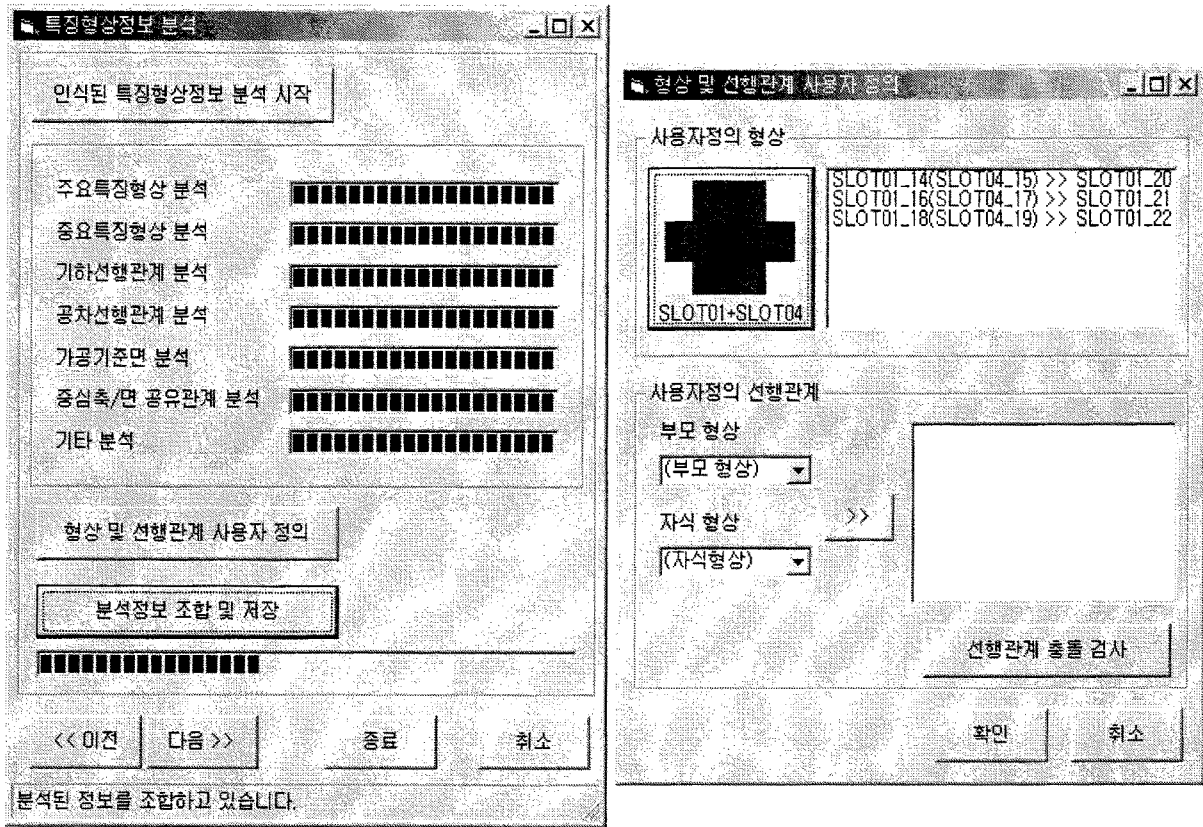 특징형상정보 분석
인식된 특징형상정보 분석 시작
주요특징형상 분석
중요특징형상 분석
기하선행관계 분석
공차선행관계 분석
가공기준면 분석
중심축/면 공유관계 분석
기타 분석
형상 및 선행관계 사용자 정의
분석정보 조합 및 저장
<< 이전
다음 >>
종료
취소
분석된 정보를 조합하고 있습니다.
형상 및 선행관계 사용자 정의
사용자정의 형상
SLOT01+SLOT04
SLOT01_14(SLOT04_15) >> SLOT01_20
SLOT01_16(SLOT04_17) >> SLOT01_21
SLOT01_18(SLOT04_19) >> SLOT01_22
사용자정의 선행관계
부모 형상
(부모 형상)
자식 형상
(자식형상)
>>
선행관계 충돌 검사
확인
취소